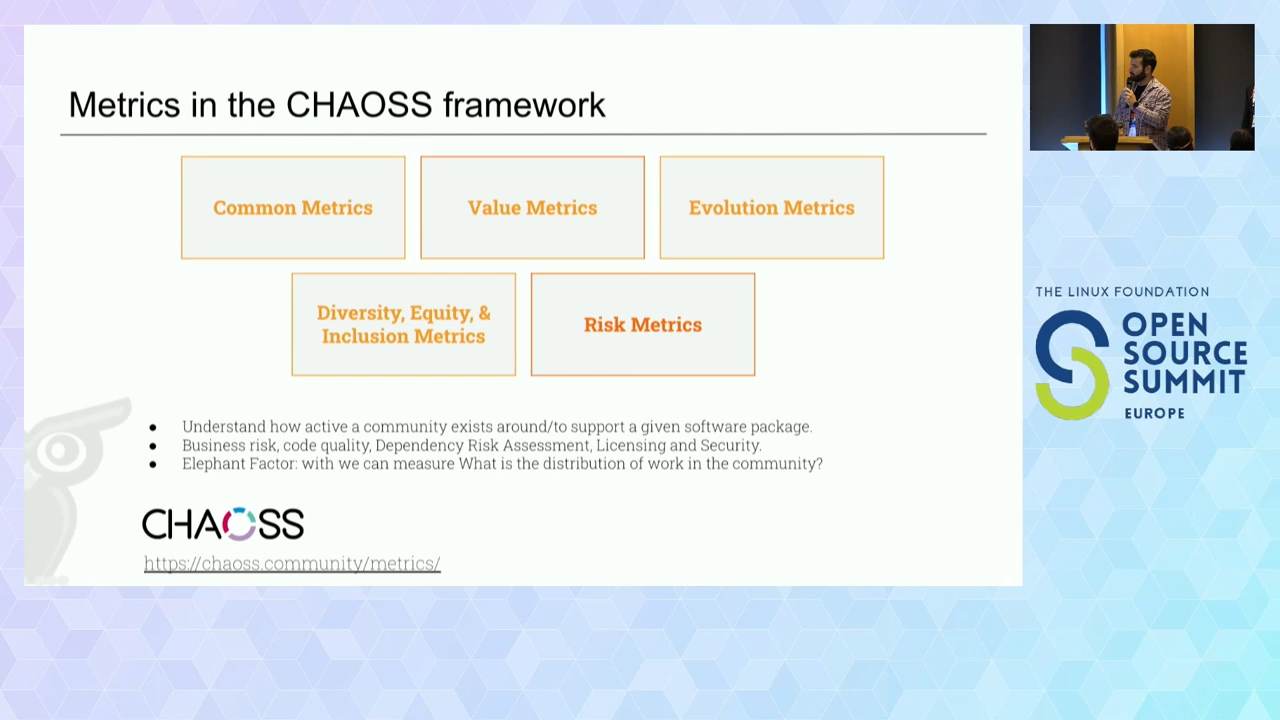 Metrics in the CHAOSS framework
Common Metrics
Value Metrics
Evolution Metrics
Diversity, Equity, &
Inclusion Metrics
Risk Metrics
● Understand how active a community exists around/to support a given software package.
● Business risk, code quality, Dependency Risk Assessment, Licensing and Security.
● Elephant Factor: with we can measure What is the distribution of work in the community?
CHAOSS
https://chaoss.community/metrics/
THE LINUX FOUNDATION
OPEN
SOURCE
SUMMIT
EUROPE